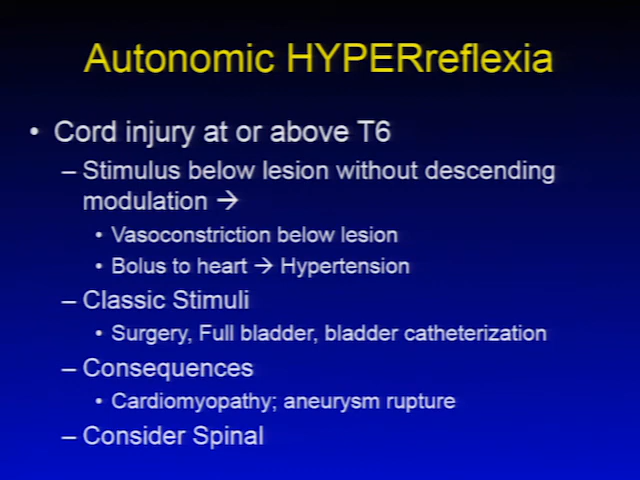 Autonomic HYPERreflexia
• Cord injury at or above T6
– Stimulus below lesion without descending
modulation →
• Vasoconstriction below lesion
• Bolus to heart → Hypertension
– Classic Stimuli
• Surgery, Full bladder, bladder catheterization
– Consequences
• Cardiomyopathy; aneurysm rupture
– Consider Spinal